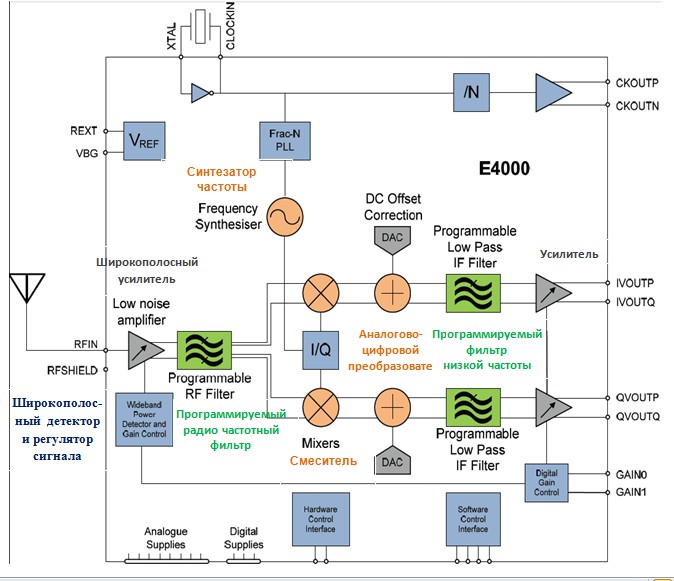 XTAL
CLOCKIN
/N
CKOUTP
CKOUTN
REXT
VBG
VREF
Frac-N
PLL
E4000
Синтезатор
частоты
Frequency
Synthesiser
DC Offset
Correction
DAC
Programmable
Low Pass
IF Filter
Усилитель
Широкополосный
усилитель
IVOUTP
IVOUTQ
Low noise
amplifier
RFIN
RFSHIELD
I/Q
Аналогово-
цифровой
преобразовате
Программируемый
фильтр
низкой частоты
Programmable
RF Filter
Широкополос-
ный детектор
и регулятор
сигнала
Wideband
Power
Detector and
Gain Control
Программируемый
радио частотный
фильтр
Mixers
Смеситель
DAC
Programmable
Low Pass
IF Filter
QVOUTP
QVOUTQ
Digital
Gain
Control
GAIN0
GAIN1
Hardware
Control
Interface
Software
Control
Interface
Analogue
Supplies
Digital
Supplies